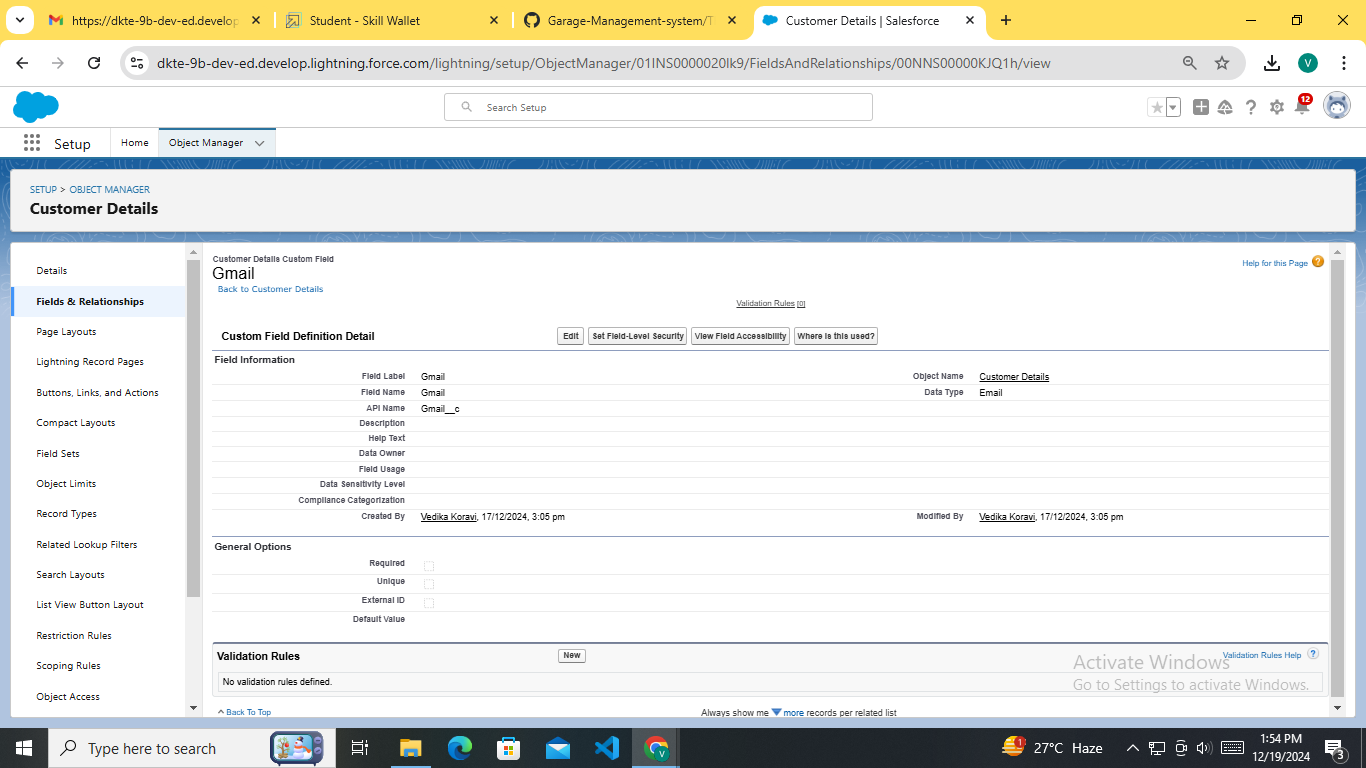 https://dkte-9b-dev-ed.develop
Student - Skill Wallet
Garage-Management-system/T
Customer Details | Salesforce
dkte-9b-dev-ed.develop.lightning.force.com/lightning/setup/ObjectManager/01INS0000020Ik9/FieldsAndRelationships/00NNS00000KJQ1h/view
V
Search Setup
12
Setup
Home
Object Manager
SETUP > OBJECT MANAGER
Customer Details
Details
Fields & Relationships
Page Layouts
Lightning Record Pages
Buttons, Links, and Actions
Compact Layouts
Field Sets
Object Limits
Record Types
Related Lookup Filters
Search Layouts
List View Button Layout
Restriction Rules
Scoping Rules
Object Access
Customer Details Custom Field
Gmail
Back to Customer Details
Help for this Page ?
Validation Rules [0]
Custom Field Definition Detail Edit Set Field-Level Security View Field Accessibility Where is this used?
Field Information
Field Label Gmail Object Name Customer Details
Field Name Gmail Data Type Email
API Name Gmail__c
Description
Help Text
Data Owner
Field Usage
Data Sensitivity Level
Compliance Categorization
Created By Vedika Koravi, 17/12/2024, 3:05 pm Modified By Vedika Koravi, 17/12/2024, 3:05 pm
General Options
Required
Unique
External ID
Default Value
Validation Rules New Validation Rules Help ?
No validation rules defined.
Back To Top Always show me more records per related list
Activate Windows
Go to Settings to activate Windows.
Type here to search
V
1
27°C Haze
1:54 PM
12/19/2024
3